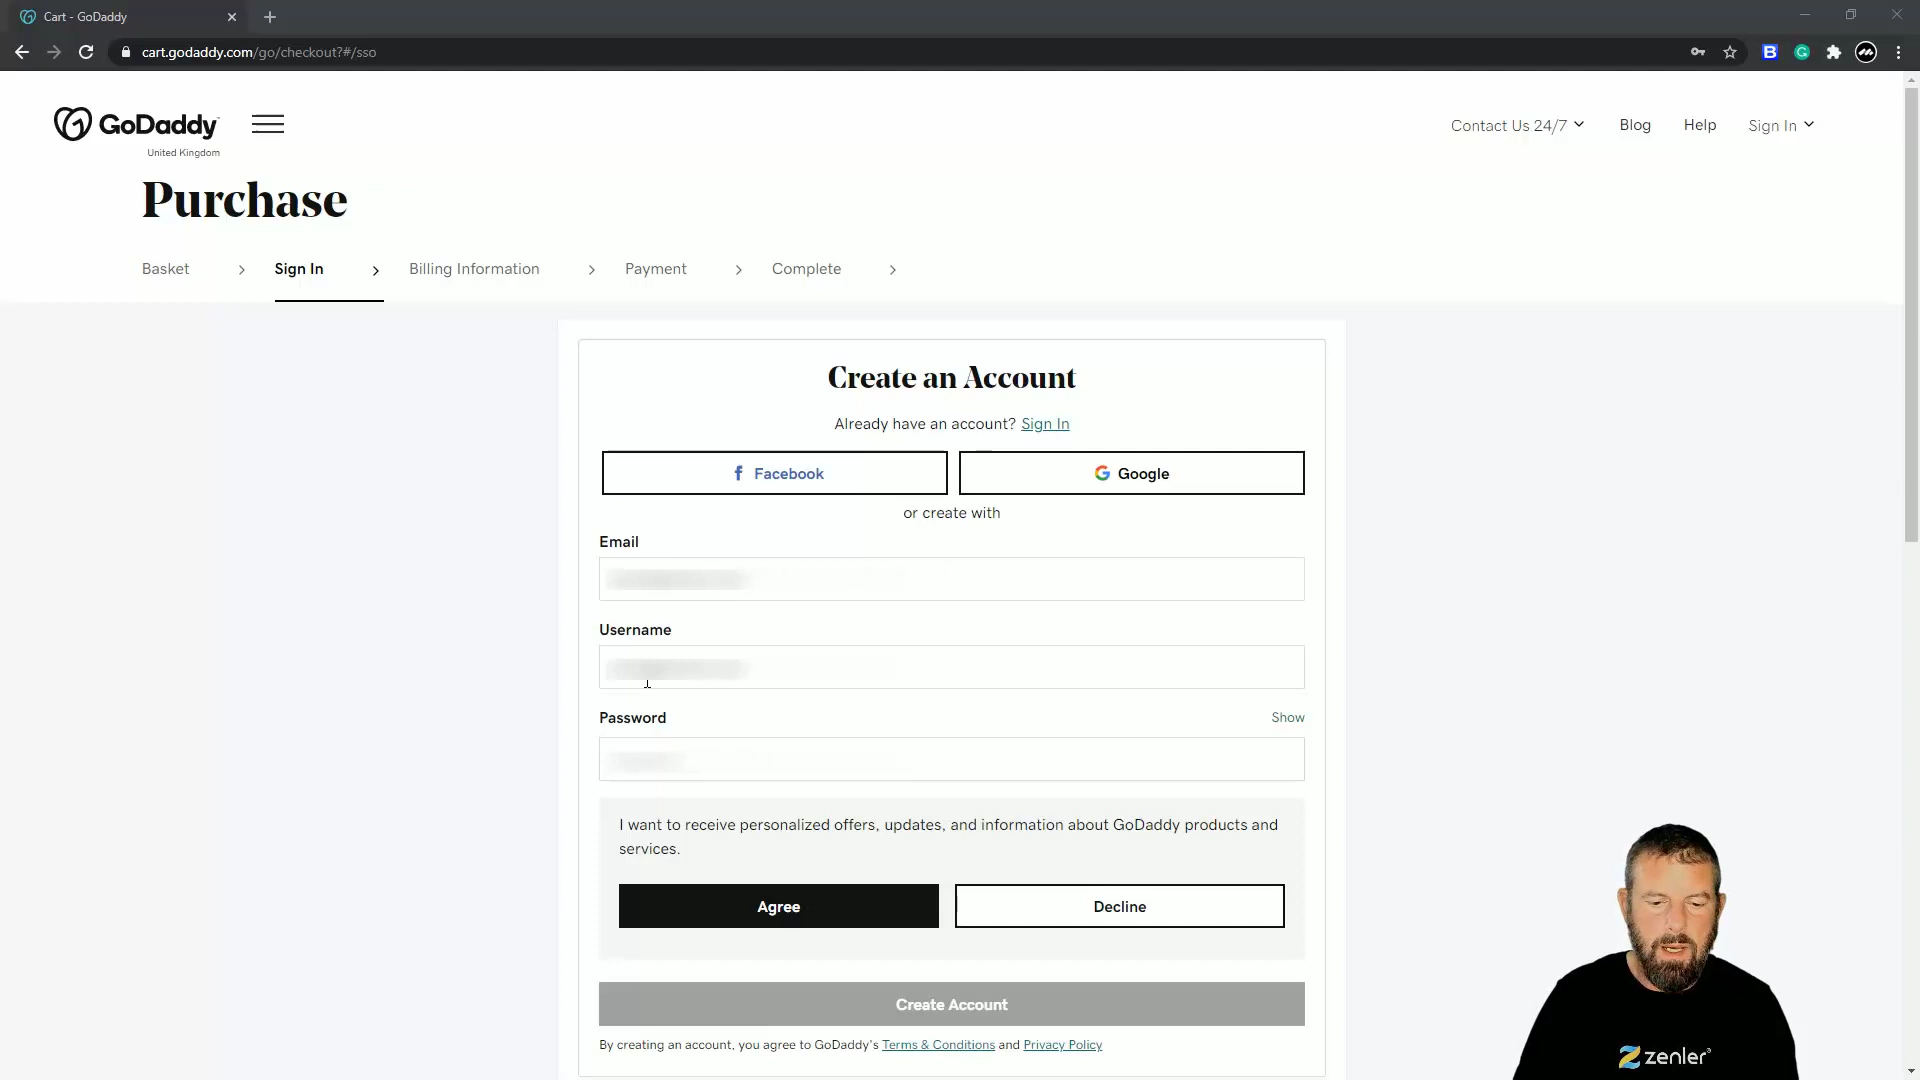 Cart - GoDaddy
cart.godaddy.com/go/checkout?#/sso
GoDaddy
United Kingdom
Contact Us 24/7
Blog
Help
Sign In
Purchase
Basket
Sign In
Billing Information
Payment
Complete
Create an Account
Already have an account? Sign In
Facebook
Google
or create with
Email
Username
Password
Show
I want to receive personalized offers, updates, and information about GoDaddy products and
services.
Agree
Decline
Create Account
By creating an account, you agree to GoDaddy's Terms & Conditions and Privacy Policy
zenler